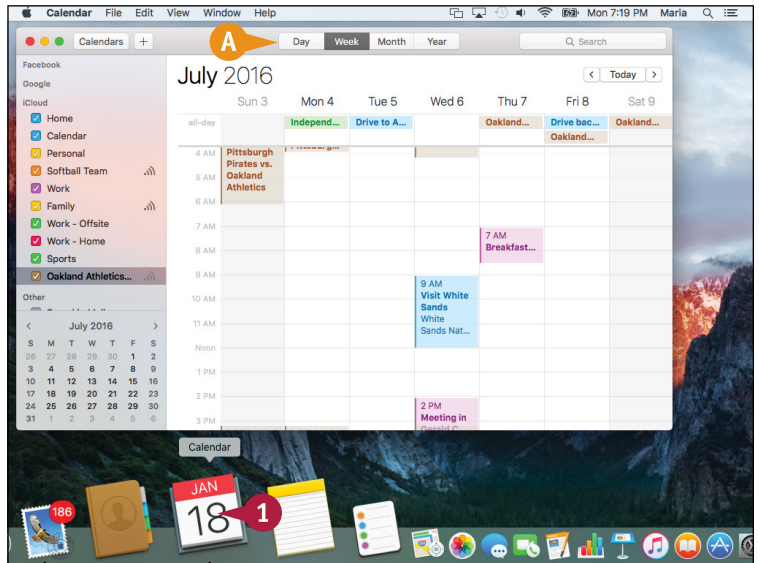 Calendar File Edit View Window Help Mon 7:19 PM Maria
Calendars + A Day Week Month Year Search
Facebook
Google
iCloud
Home
Calendar
Personal
Softball Team
Work
Family
Work - Offsite
Work - Home
Sports
Oakland Athletics...
Other
< July 2016 >
S M T W T F S
26 27 28 29 30 1 2
3 4 5 6 7 8 9
10 11 12 13 14 15 16
17 18 19 20 21 22 23
24 25 26 27 28 29 30
31 1 2 3 4 5 6
July 2016 < Today >
Sun 3 Mon 4 Tue 5 Wed 6 Thu 7 Fri 8 Sat 9
all-day Independ... Drive to A... Oakland... Drive bac... Oakland...
Oakland...
4 AM
5 AM
6 AM
7 AM
8 AM
9 AM
10 AM
11 AM
Noon
1 PM
2 PM
3 PM
Pittsburgh
Pirates vs.
Oakland
Athletics
7 AM
Breakfast...
9 AM
Visit White
Sands
White
Sands Nat...
2 PM
Meeting in
Calendar
186
JAN
18
1